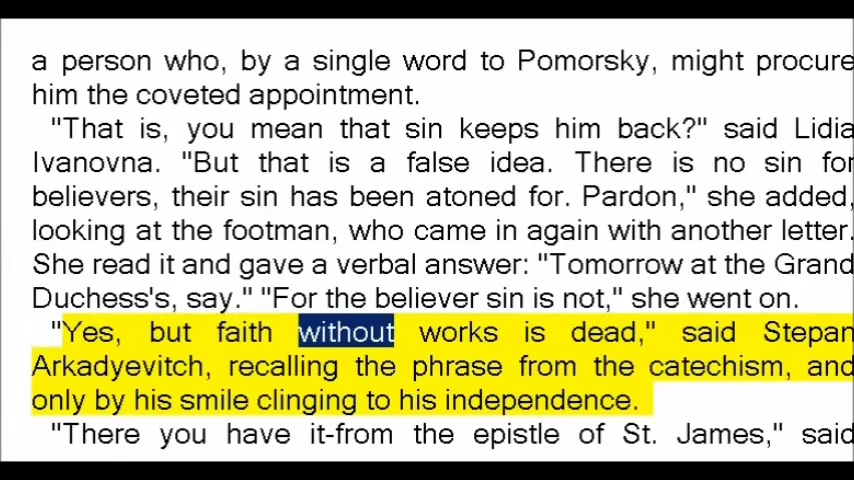 a person who, by a single word to Pomorsky, might procure
him the coveted appointment.
"That is, you mean that sin keeps him back?" said Lidia
Ivanovna. "But that is a false idea. There is no sin for
believers, their sin has been atoned for. Pardon," she added,
looking at the footman, who came in again with another letter.
She read it and gave a verbal answer: "Tomorrow at the Grand
Duchess's, say." "For the believer sin is not," she went on.
"Yes, but faith without works is dead," said Stepan
Arkadyevitch, recalling the phrase from the catechism, and
only by his smile clinging to his independence.
"There you have it-from the epistle of St. James," said